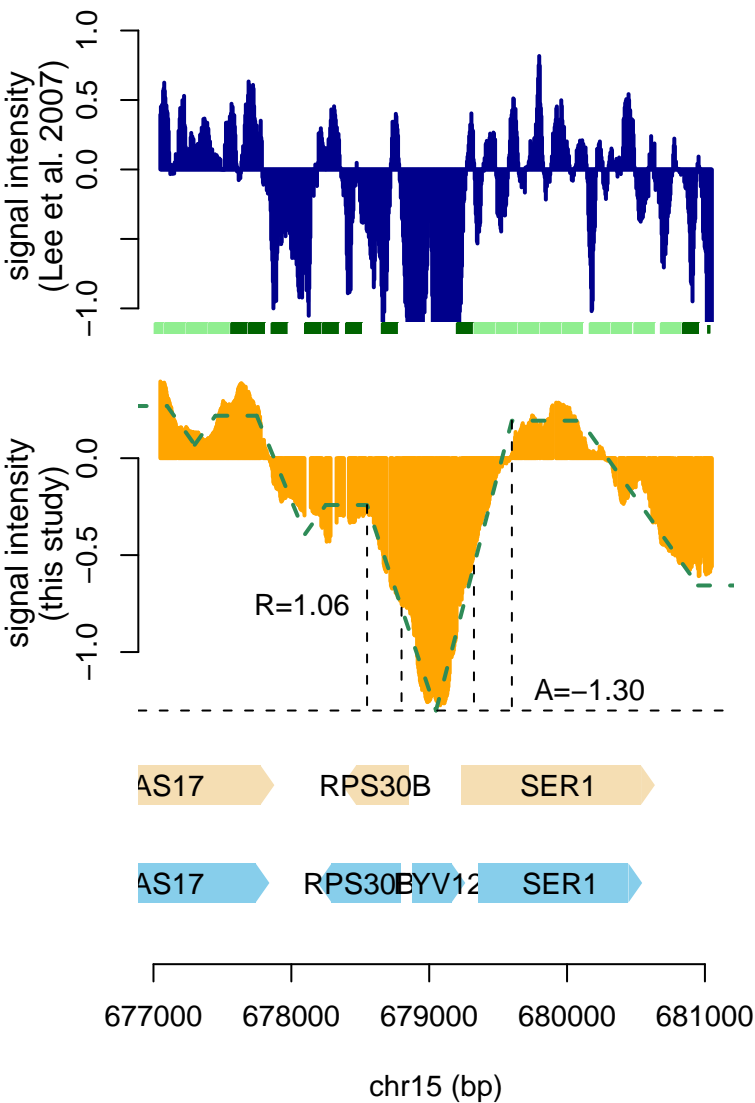 signal intensity
(Lee et al. 2007)
1.0
0.5
0.0
−1.0
signal intensity
(this study)
0.0
−0.5
−1.0
R=1.06
A=−1.30
AS17
RPS30B
SER1
AS17
RPS30B
SER1
677000 678000 679000 680000 681000
chr15 (bp)